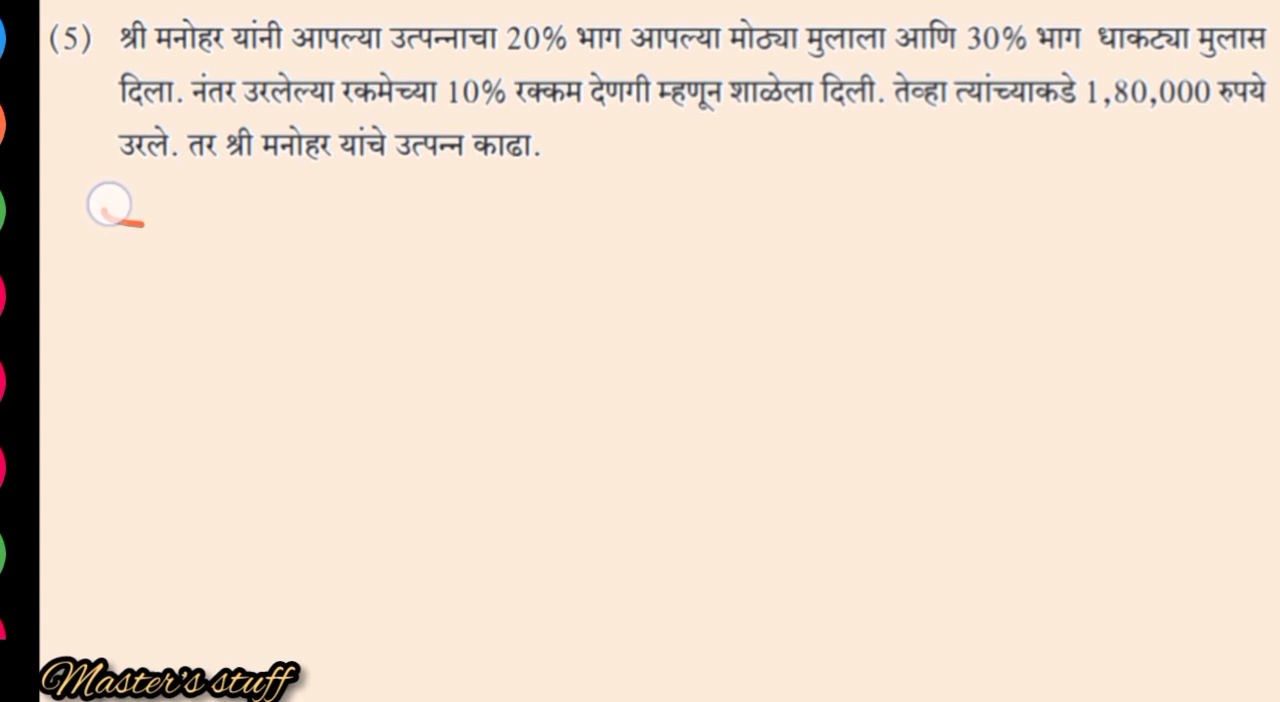 (5) श्री मनोहर यांनी आपल्या उत्पन्नाचा 20% भाग आपल्या मोठ्या मुलाला आणि 30% भाग धाकट्या मुलास
दिला. नंतर उरलेल्या रकमेच्या 10% रक्कम देणगी म्हणून शाळेला दिली. तेव्हा त्यांच्याकडे 1,80,000 रुपये
उरले. तर श्री मनोहर यांचे उत्पन्न काढा.
Master's stuff